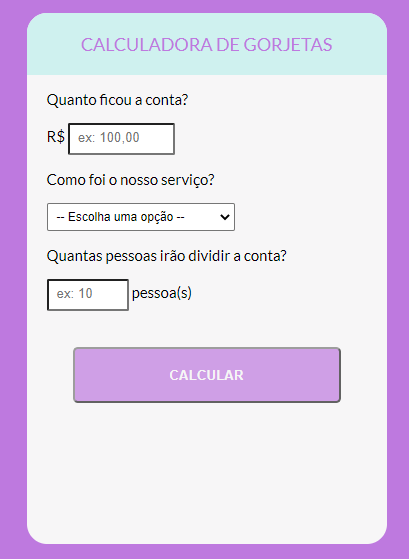 CALCULADORA DE GORJETAS
Quanto ficou a conta?
R$ ex: 100,00
Como foi o nosso serviço?
-- Escolha uma opção --
Quantas pessoas irão dividir a conta?
ex: 10 pessoa(s)
CALCULAR